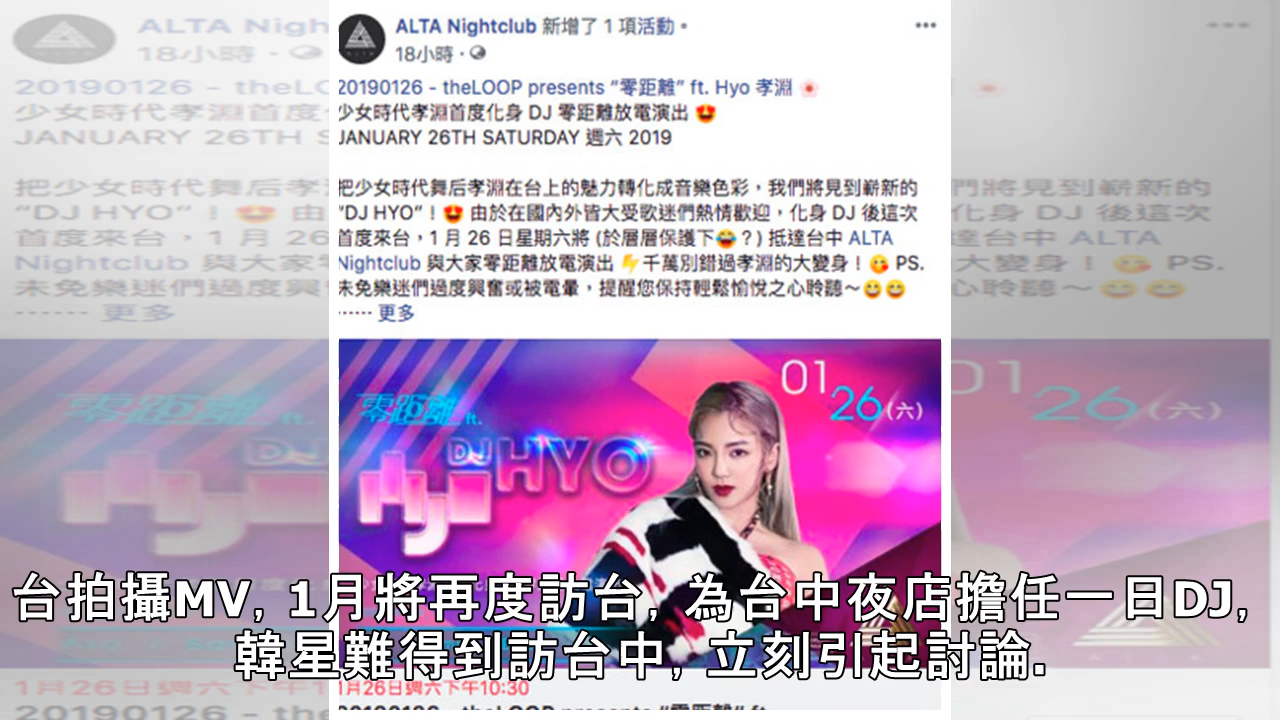 ALTA Nightclub 新增了 1 項活動。
18小時 ·
20190126 - theLOOP presents “零距離” ft. Hyo 孝淵
少女時代孝淵首度化身 DJ 零距離放電演出
JANUARY 26TH SATURDAY 週六 2019
把少女時代舞后孝淵在台上的魅力轉化成音樂色彩，我們將見到嶄新的
“DJ HYO”！ 由於在國內外皆大受歌迷們熱情歡迎，化身 DJ 後這次
首度來台，1 月 26 日星期六將 (於層層保護下 ? ) 抵達台中 ALTA
Nightclub 與大家零距離放電演出 千萬別錯過孝淵的大變身！ PS.
未免樂迷們過度興奮或被電暈，提醒您保持輕鬆愉悅之心聆聽～
⋯⋯ 更多
01
26(六)
零距離 ft.
DJ HYO
台拍攝MV, 1月將再度訪台, 為台中夜店擔任一日DJ,
韓星難得到訪台中, 立刻引起討論.
1月26日週六下午10:30
20190126 - theLOOP presents “零距離” ft.